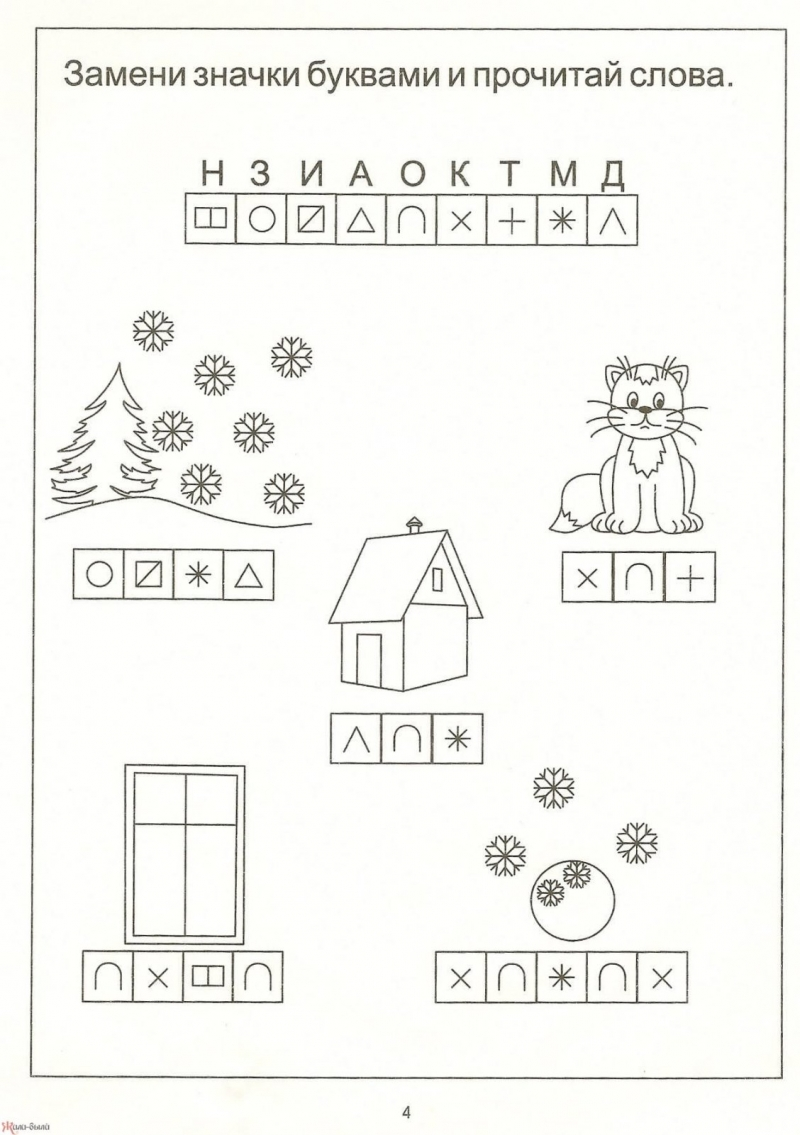 Замени значки буквами и прочитай слова.
Н З И А О К Т М Д
4
Жили-были